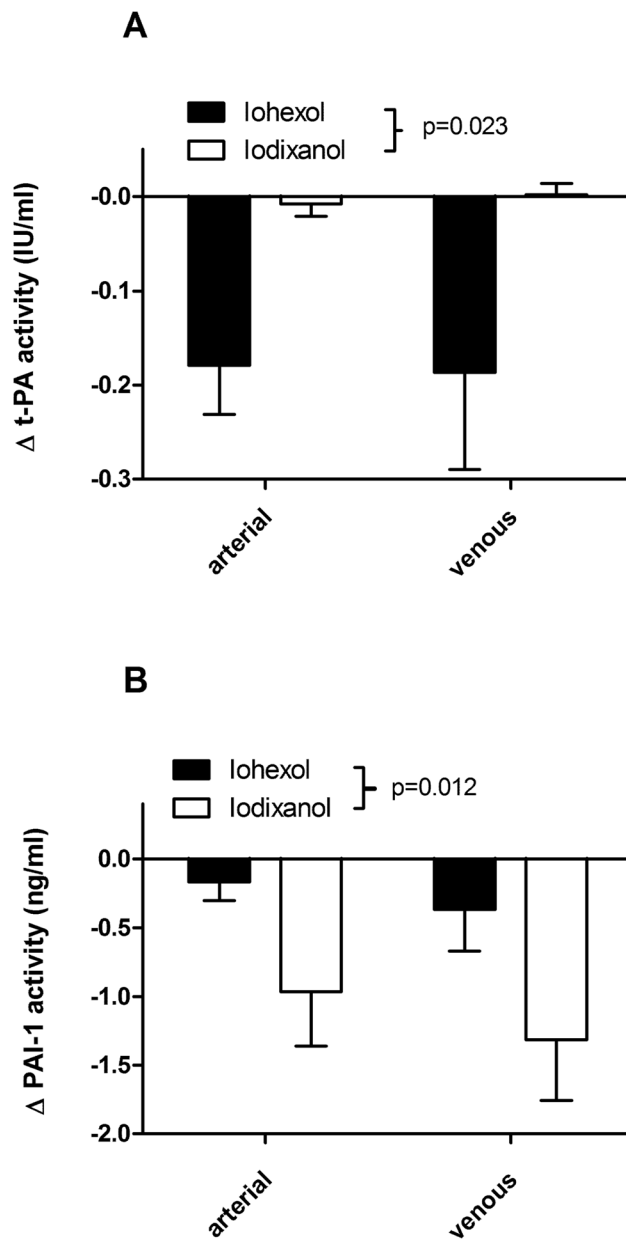 A
Iohexol
Iodixanol
p=0.023
Δ t-PA activity (IU/ml)
-0.0
-0.1
-0.2
-0.3
arterial
venous
B
Iohexol
Iodixanol
p=0.012
Δ PAI-1 activity (ng/ml)
0.0
-0.5
-1.0
-1.5
-2.0
arterial
venous